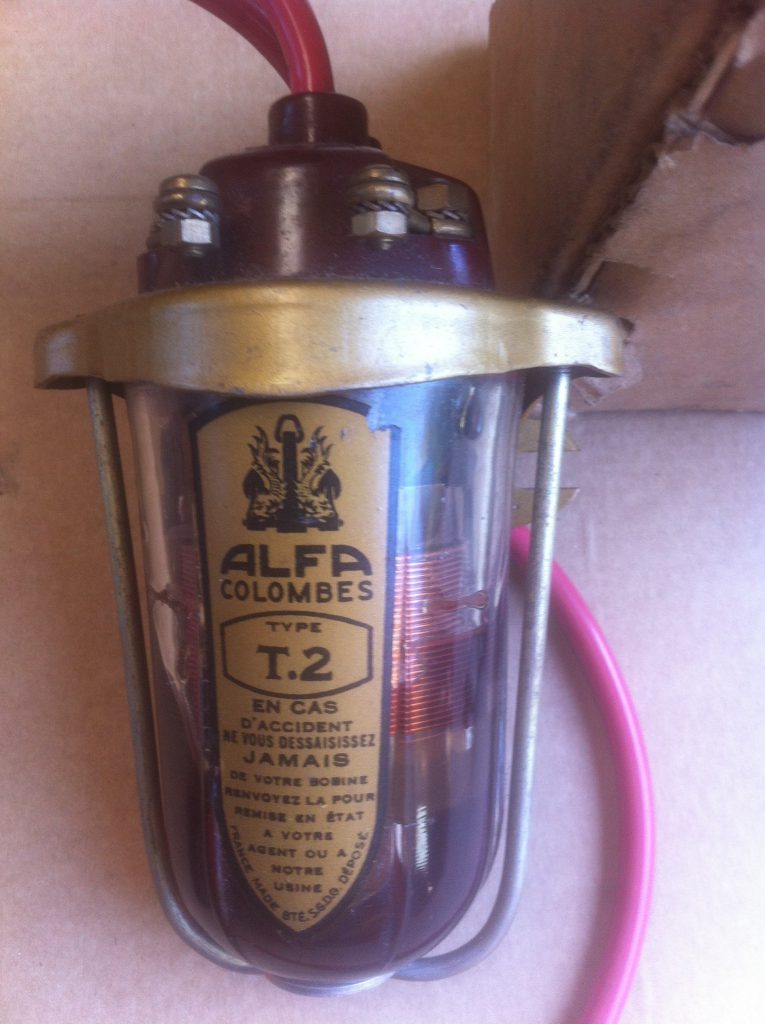 ALFA
COLOMBES
TYPE
T.2
EN CAS
D'ACCIDENT
NE VOUS DESSAISISSEZ
JAMAIS
DE VOTRE BOBINE
RENVOYEZ LA POUR
REMISE EN ÉTAT
A VOTRE
AGENT OU A
NOTRE
USINE
FRANCE MADE BTÉ. S.G.D.G. DÉPOSÉ